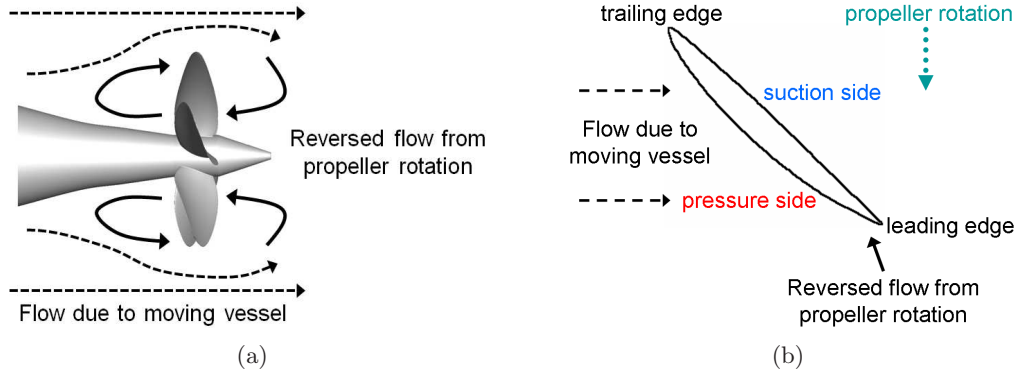 Reversed flow from
propeller rotation
Flow due to moving vessel
(a)
trailing edge
propeller rotation
suction side
Flow due to
moving vessel
pressure side
leading edge
Reversed flow from
propeller rotation
(b)